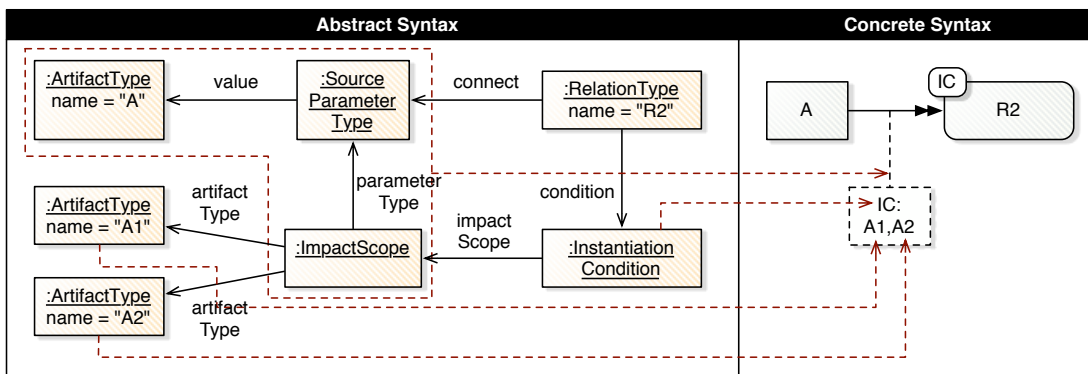 Abstract Syntax
Concrete Syntax
:ArtifactType
name = "A"
value
:Source
Parameter
Type
connect
:RelationType
name = "R2"
IC
A
R2
artifact
Type
parameter
Type
condition
:ArtifactType
name = "A1"
:ImpactScope
impact
Scope
:Instantiation
Condition
IC:
A1,A2
:ArtifactType
name = "A2"
artifact
Type